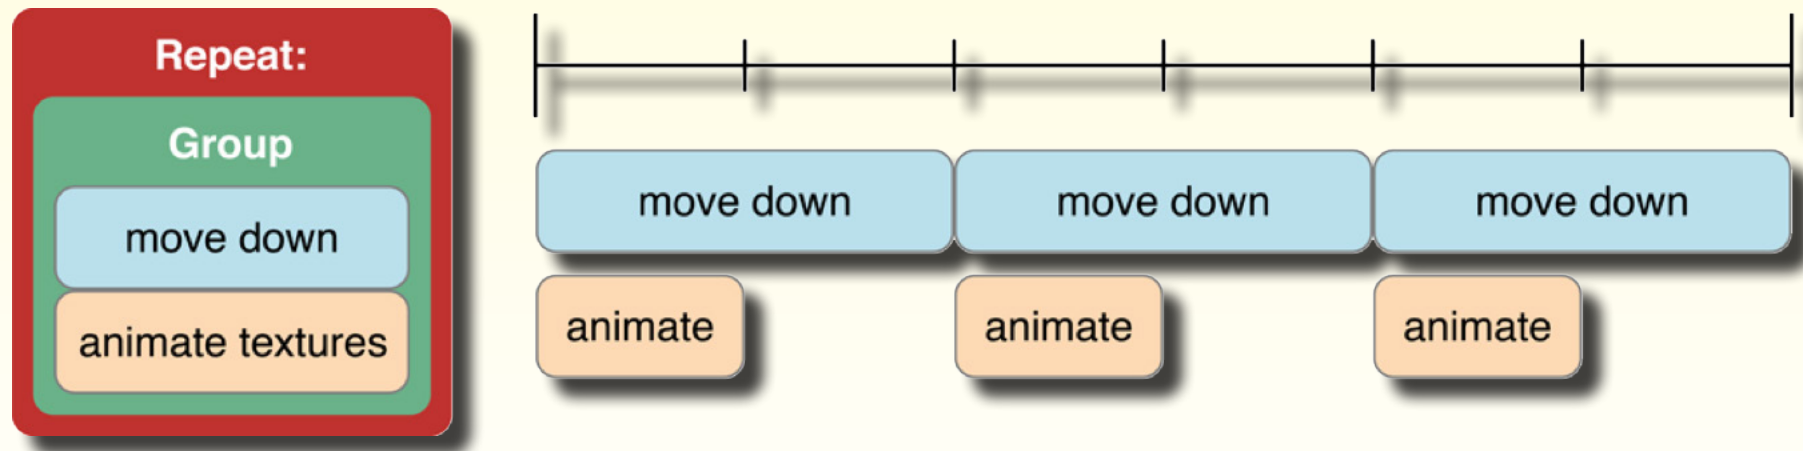 Repeat:
Group
move down
animate textures
move down move down move down
animate animate animate